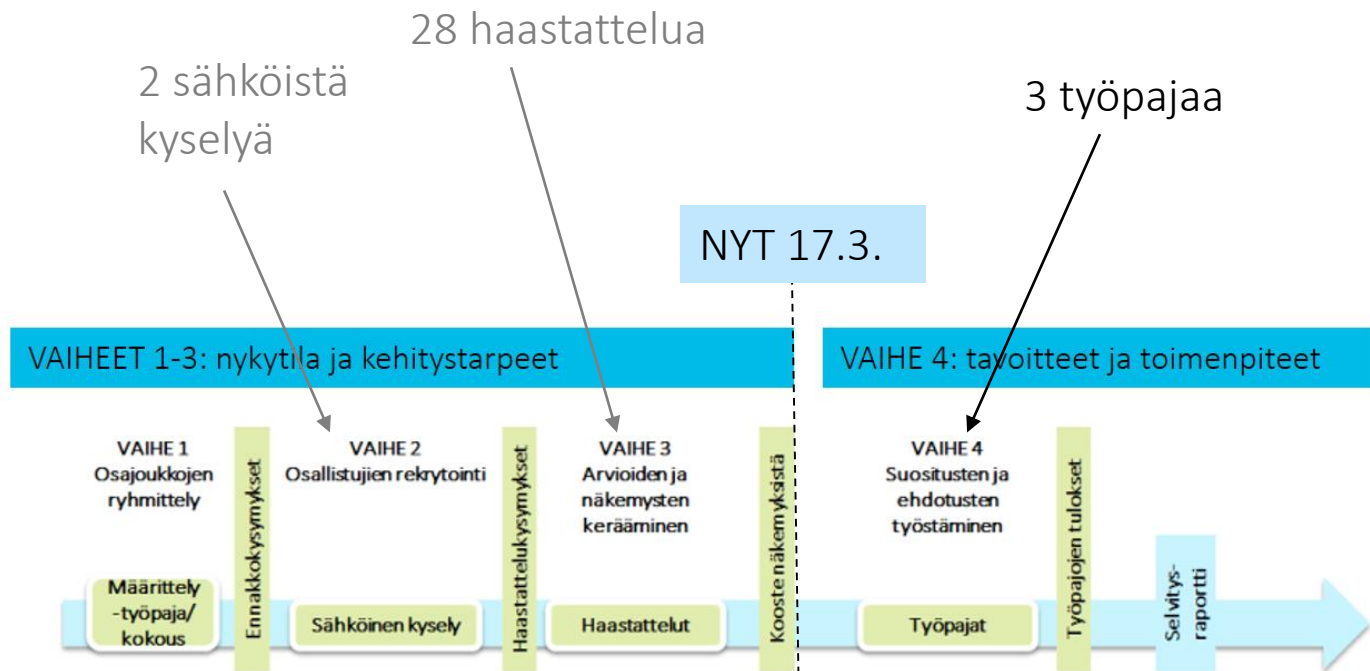 28 haastattelua
2 sähköistä
kyselyä
3 työpajaa
NYT 17.3.
VAIHEET 1-3: nykytila ja kehitystarpeet
VAIHE 4: tavoitteet ja toimenpiteet
VAIHE 1
Osajoukkojen
ryhmittely
Määrittely
-työpaja/
kokous
Ennakkokysymykset
VAIHE 2
Osallistujien rekrytointi
Sähköinen kysely
Haastattelukysymykset
VAIHE 3
Arvioiden ja
näkemysten
kerääminen
Haastattelut
Kooste näkemyksistä
VAIHE 4
Suositusten ja
ehdotusten
työstäminen
Työpajat
Työpajojen tulokset
Selvitys-
raportti